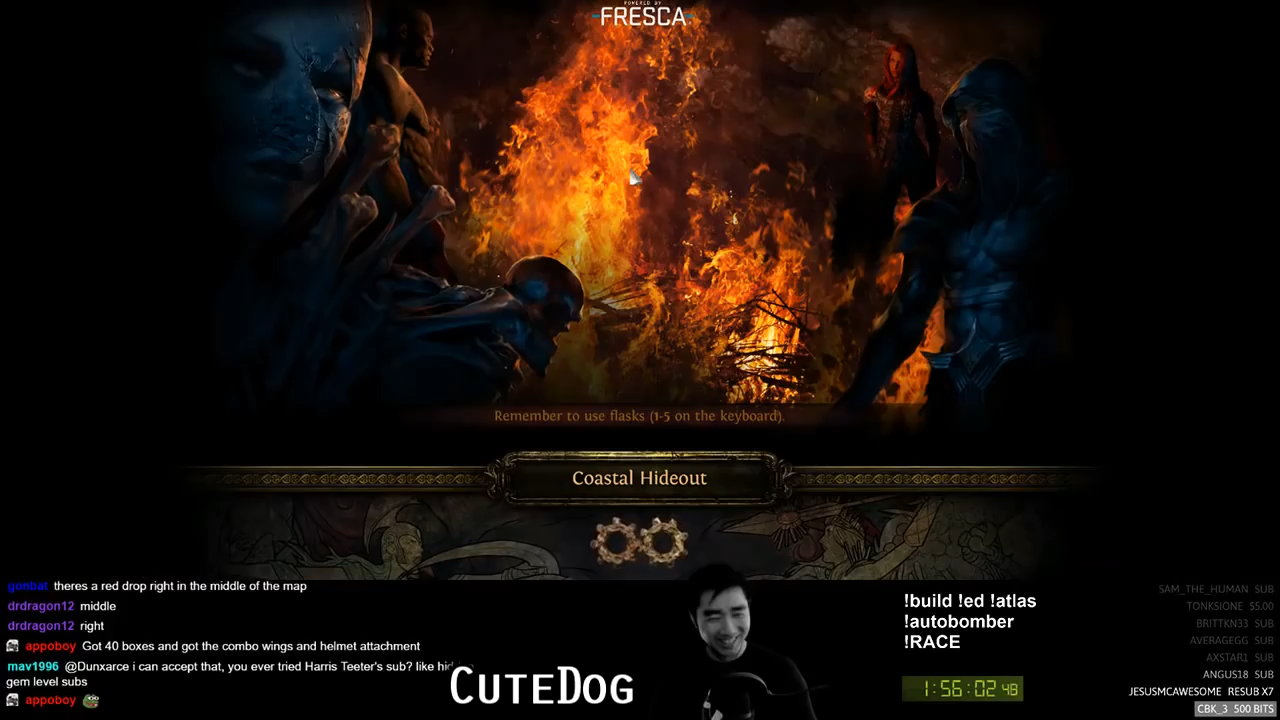 POWERED BY
FRESCA
Remember to use flasks (1-5 on the keyboard).
Coastal Hideout
gonbat theres a red drop right in the middle of the map
drdragon12 middle
drdragon12 right
appoboy Got 40 boxes and got the combo wings and helmet attachment
mav1996 @Dunxarce i can accept that, you ever tried Harris Teeter's sub? like hid
gem level subs
appoboy
CUTEDOG
!build !ed !atlas
!autobomber
!RACE
1:56:02 48
SAM_THE_HUMAN SUB
TONKSIONE $5.00
BRITTKN33 SUB
AVERAGEGG SUB
AXSTAR1 SUB
ANGUS18 SUB
JESUSMCAWESOME RESUB X7
CBK_3 500 BITS